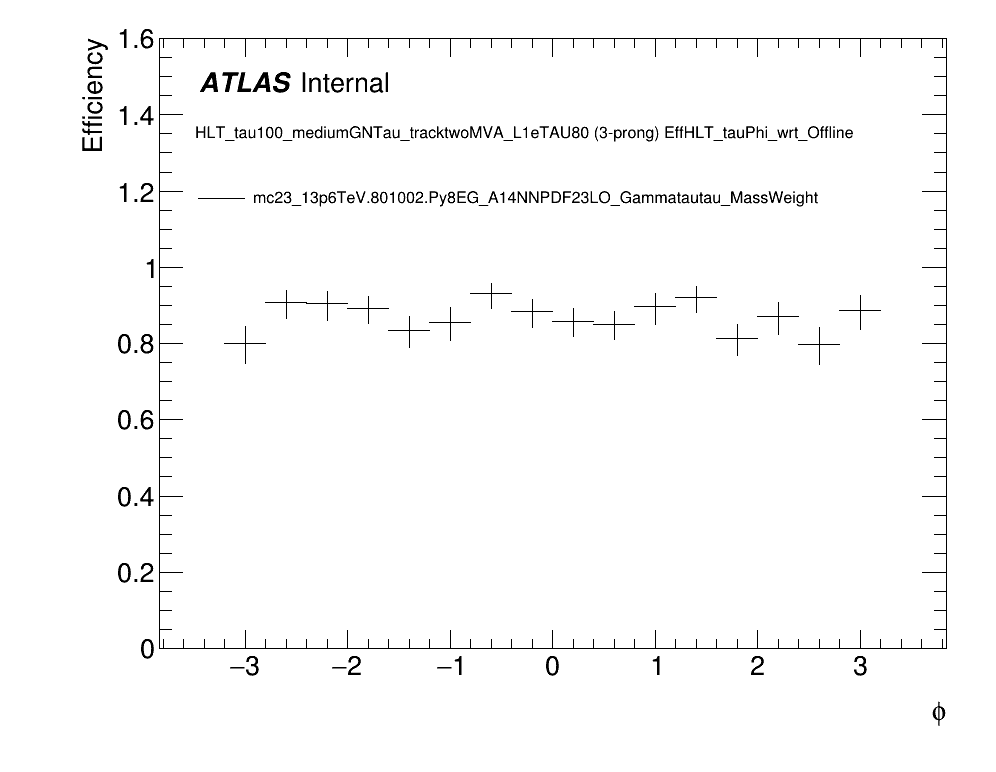 Efficiency
1.6
1.4
1.2
1
0.8
0.6
0.4
0.2
0
ATLAS Internal
HLT_tau100_mediumGNTau_tracktwoMVA_L1eTAU80 (3-prong) EffHLT_tauPhi_wrt_Offline
mc23_13p6TeV.801002.Py8EG_A14NNPDF23LO_Gammatautau_MassWeight
−3 −2 −1 0 1 2 3
ϕ